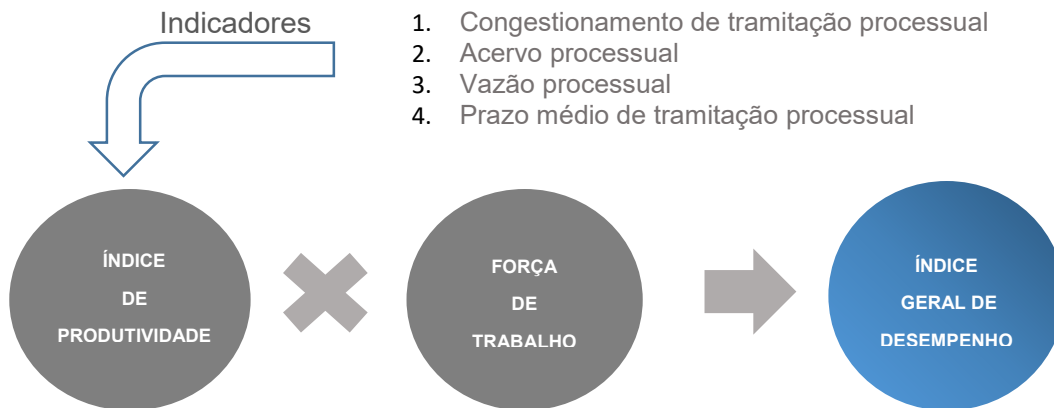 Indicadores
1. Congestionamento de tramitação processual
2. Acervo processual
3. Vazão processual
4. Prazo médio de tramitação processual
ÍNDICE
DE
PRODUTIVIDADE
FORÇA
DE
TRABALHO
ÍNDICE
GERAL DE
DESEMPENHO